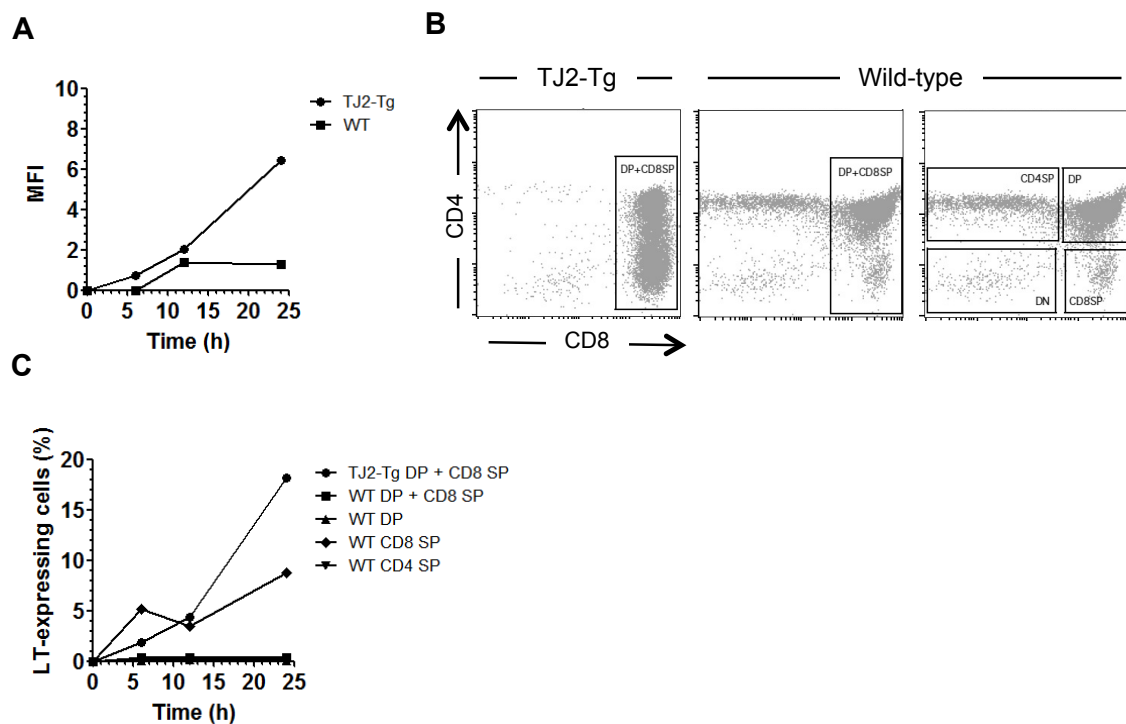 A
MFI
10
8
6
4
2
0
0 5 10 15 20 25
Time (h)
TJ2-Tg
WT
B
TJ2-Tg
Wild-type
CD4
DP+CD8SP
DP+CD8SP
CD4SP
DP
DN
CD8SP
CD8
C
LT-expressing cells (%)
20
15
10
5
0
0 5 10 15 20 25
Time (h)
TJ2-Tg DP + CD8 SP
WT DP + CD8 SP
WT DP
WT CD8 SP
WT CD4 SP